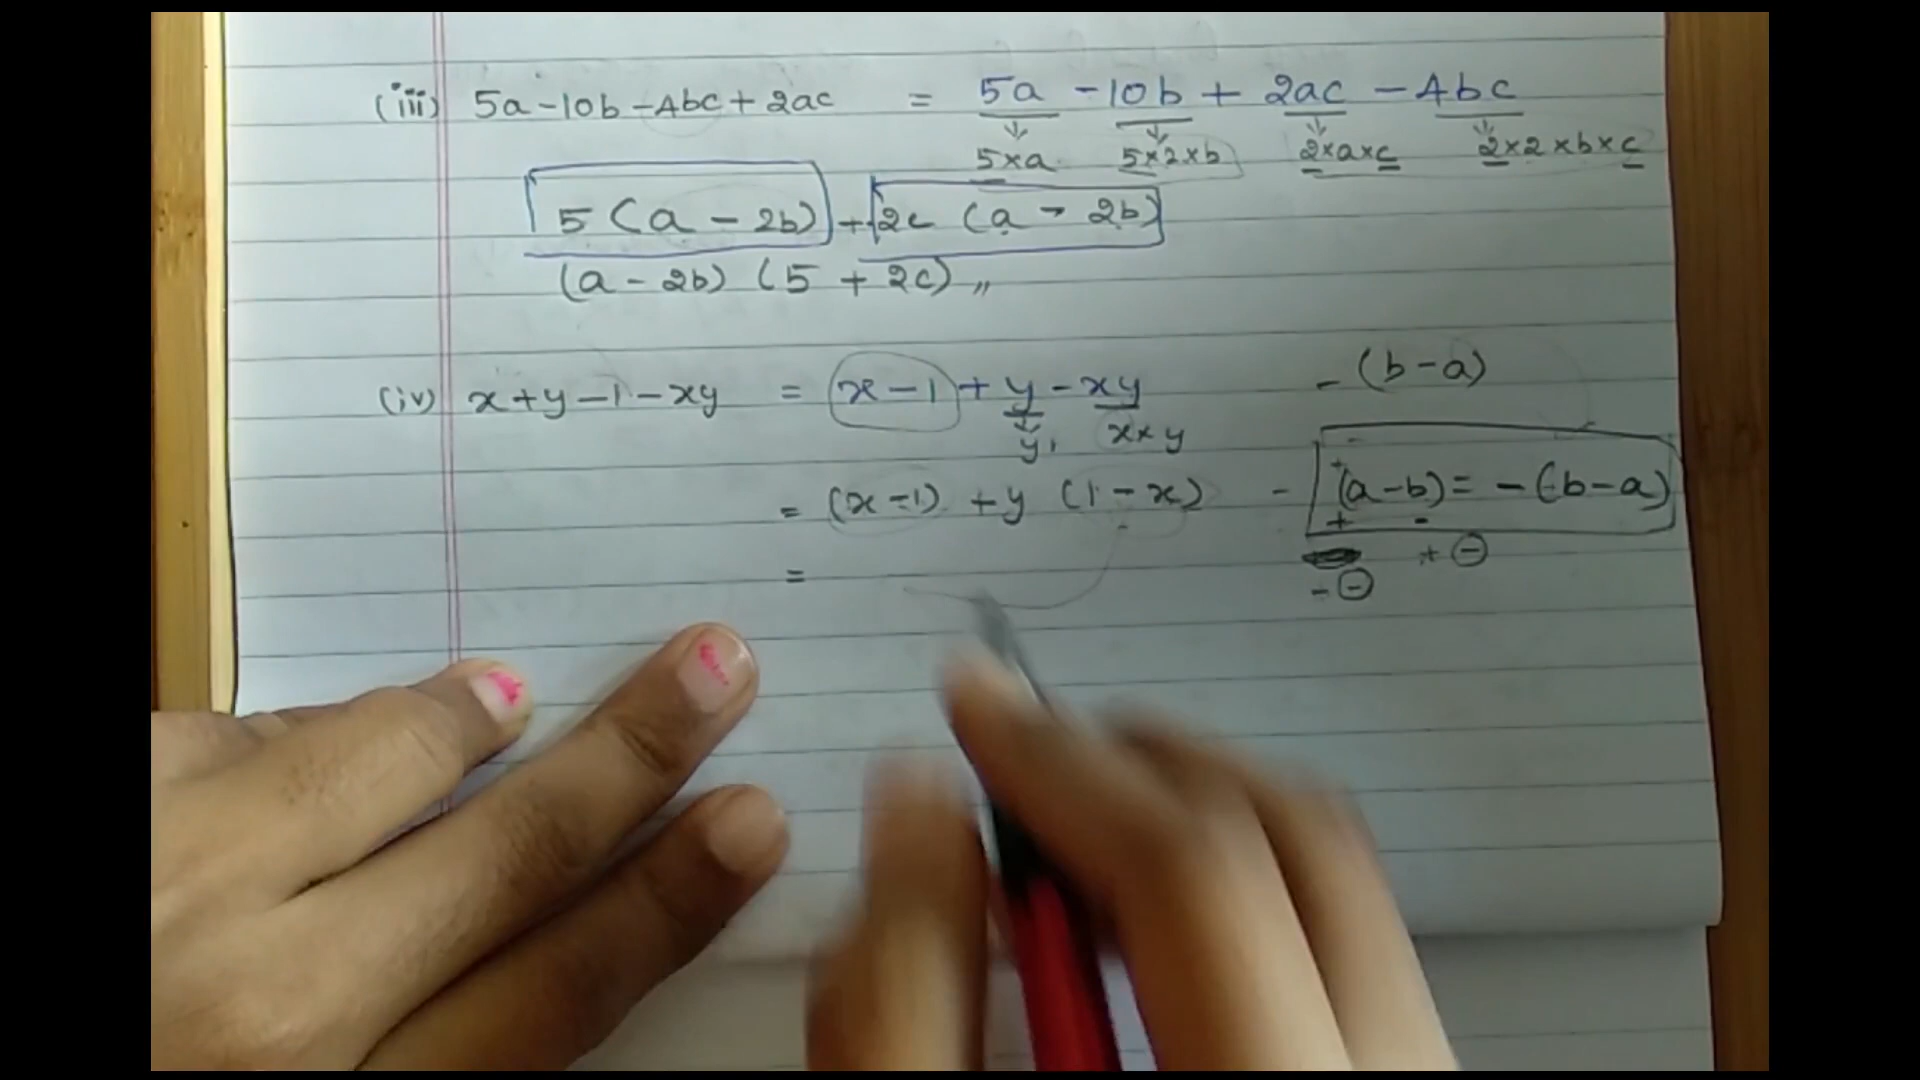 (iii) 5a - 10b - 4bc + 2ac = 5a - 10b + 2ac - 4bc
5×a 5×2×b 2×a×c 2×2×b×c
5 (a - 2b) + 2c (a - 2b)
(a - 2b) (5 + 2c) ,,
(iv) x + y - 1 - xy = x - 1 + y - xy
y, x×y
= (x - 1) + y (1 - x)
=
- (b - a)
- (a - b) = - (b - a)
+ -
+ ⊖
- ⊖